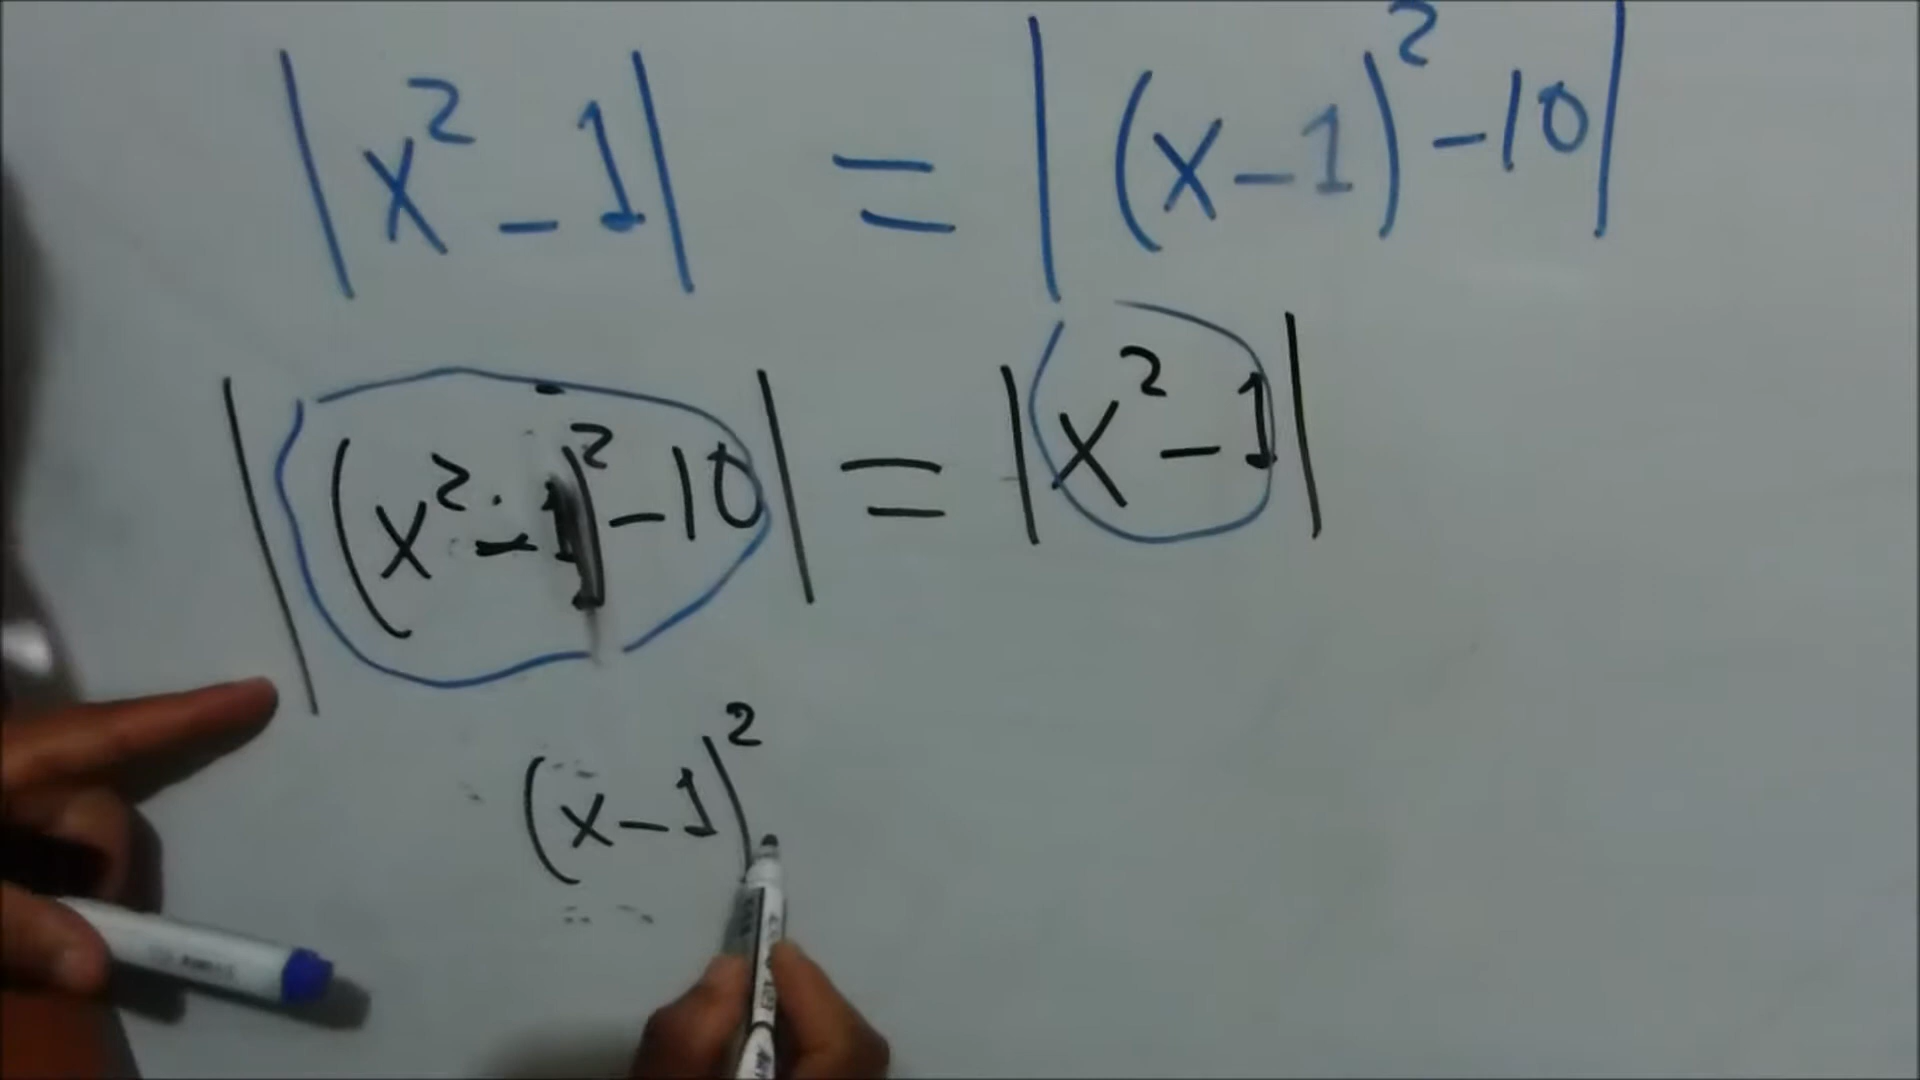 |x² - 1| = |(x - 1)² - 10|
|(x² - 1)² - 10| = |x² - 1|
(x - 1)²